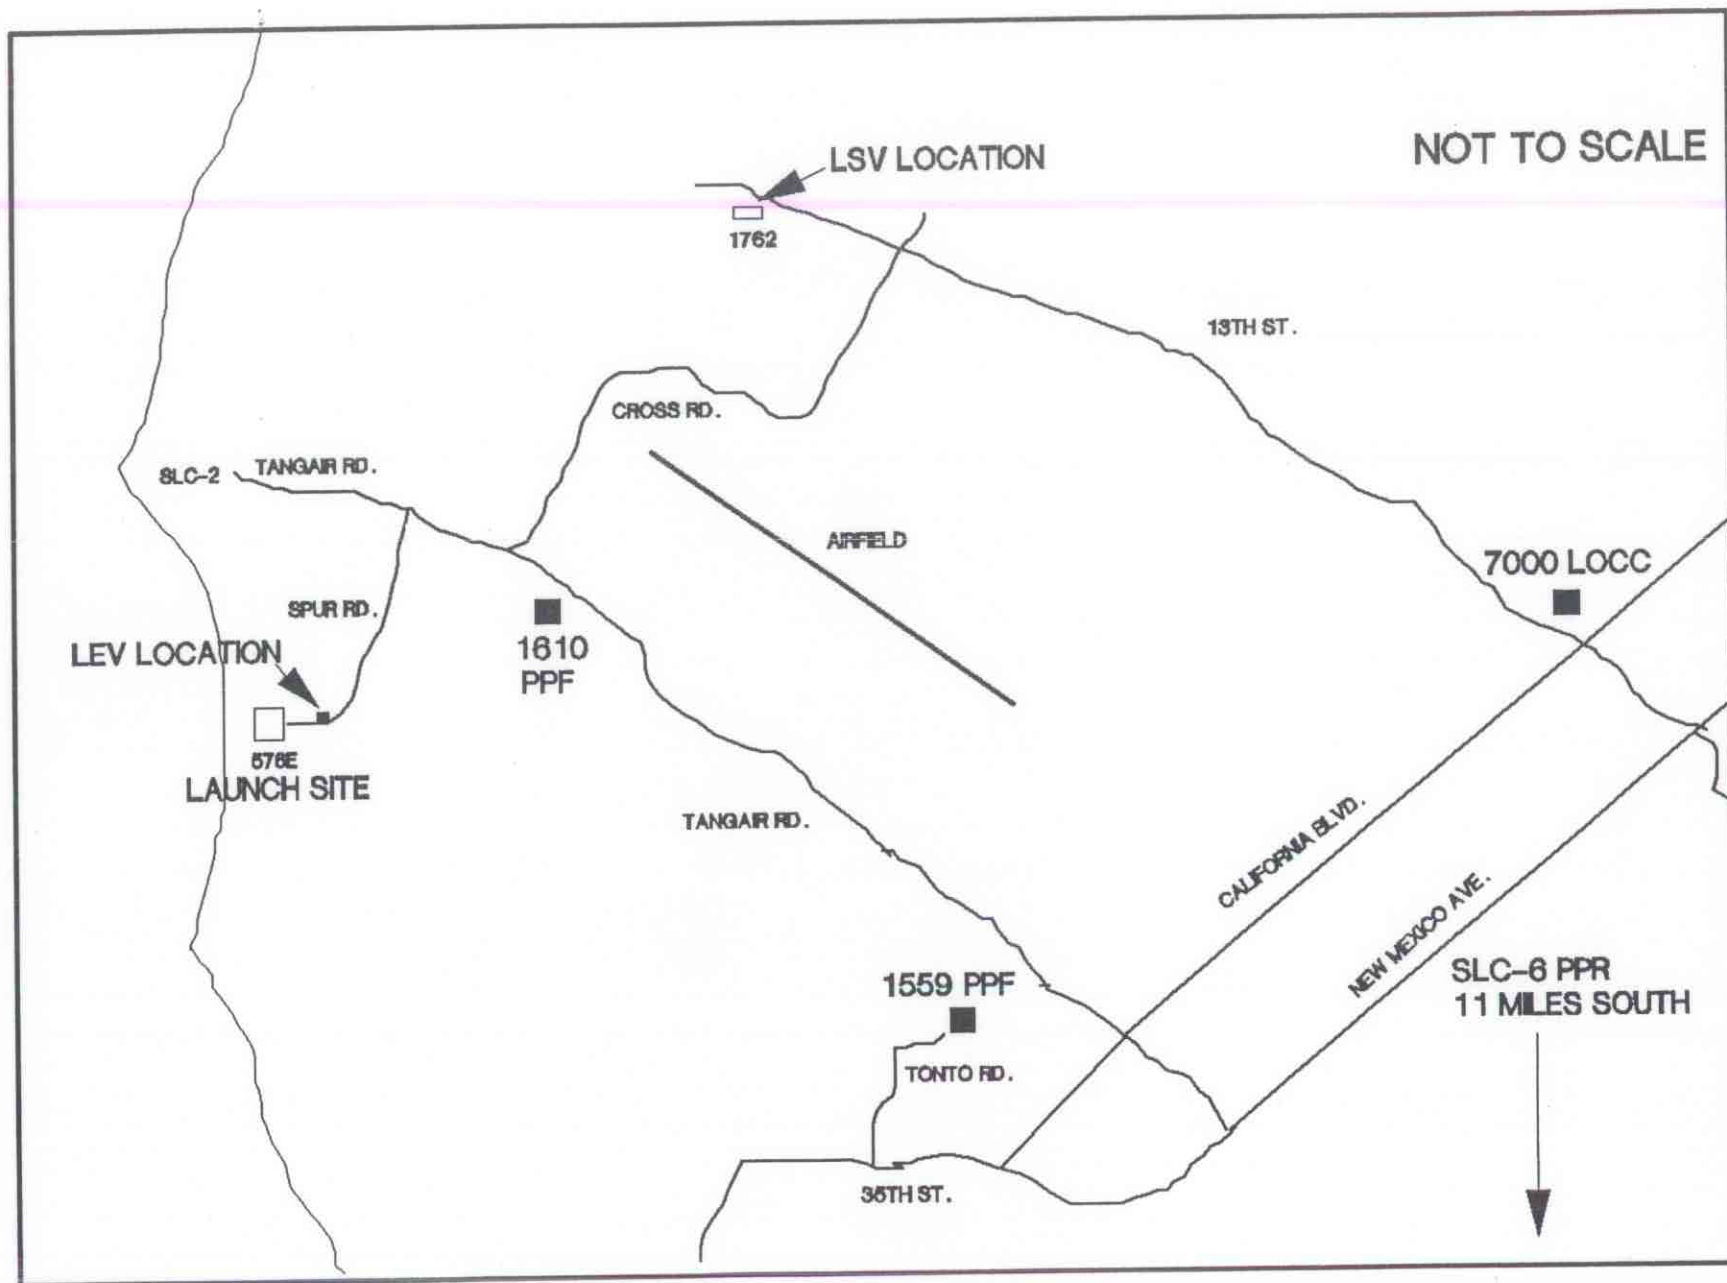 NOT TO SCALE
LSV LOCATION
1762
13TH ST.
CROSS RD.
SLC-2
TANGAIR RD.
AIRFIELD
7000 LOCC
SPUR RD.
1610
PPF
LEV LOCATION
576E
LAUNCH SITE
TANGAIR RD.
CALIFORNIA BLVD.
NEW MEXICO AVE.
SLC-6 PPR
11 MILES SOUTH
1559 PPF
TONTO RD.
35TH ST.